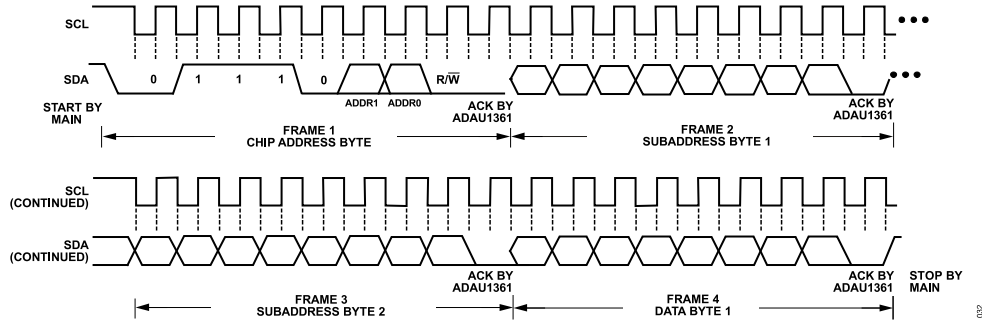 SCL
SDA
0 1 1 1 0 R/W̅
ADDR1 ADDR0
START BY
MAIN
ACK BY
ADAU1361
ACK BY
ADAU1361
FRAME 1
CHIP ADDRESS BYTE
FRAME 2
SUBADDRESS BYTE 1
SCL
(CONTINUED)
SDA
(CONTINUED)
ACK BY
ADAU1361
ACK BY
ADAU1361
STOP BY
MAIN
FRAME 3
SUBADDRESS BYTE 2
FRAME 4
DATA BYTE 1
032